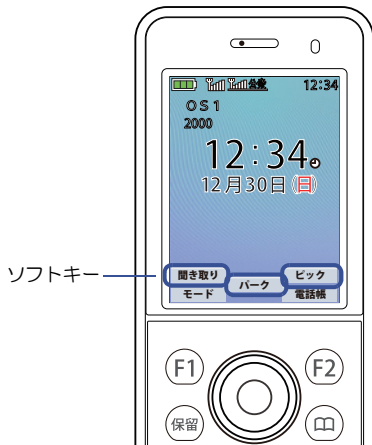 公衆 12:34
OS1
2000
12:34
12月30日(日)
ソフトキー
聞き取り パーク ピック
モード 電話帳
F1 F2
保留